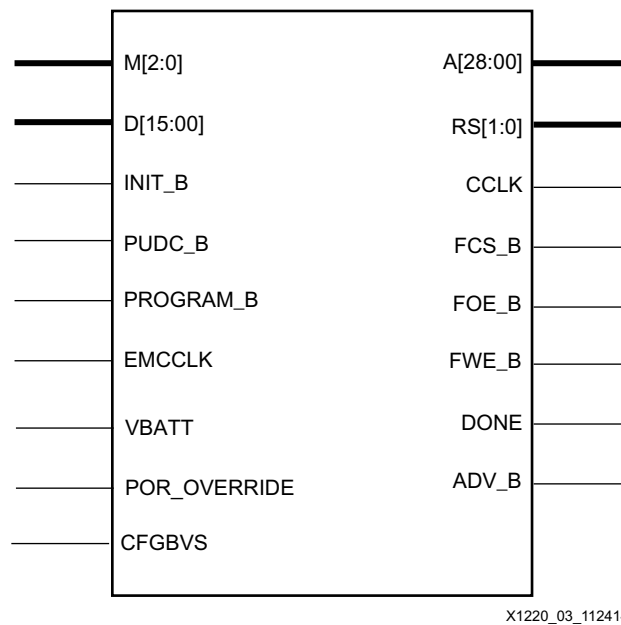 M[2:0]
A[28:00]
D[15:00]
RS[1:0]
INIT_B
CCLK
PUDC_B
FCS_B
PROGRAM_B
FOE_B
EMCCLK
FWE_B
VBATT
DONE
POR_OVERRIDE
ADV_B
CFGBVS
X1220_03_11241